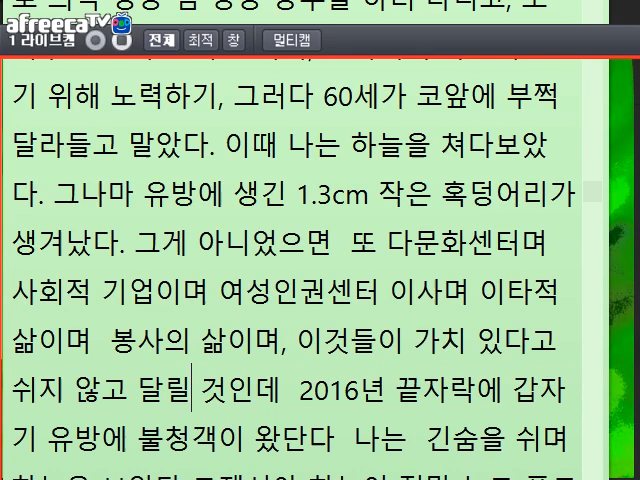 afreecaTV
1 라이브캠 전체 최적 창 멀티캠
기 위해 노력하기, 그러다 60세가 코앞에 부쩍
달라들고 말았다. 이때 나는 하늘을 쳐다보았
다. 그나마 유방에 생긴 1.3cm 작은 혹덩어리가
생겨났다. 그게 아니었으면 또 다문화센터며
사회적 기업이며 여성인권센터 이사며 이타적
삶이며 봉사의 삶이며, 이것들이 가치 있다고
쉬지 않고 달릴 것인데 2016년 끝자락에 갑자
기 유방에 불청객이 왔단다 나는 긴숨을 쉬며